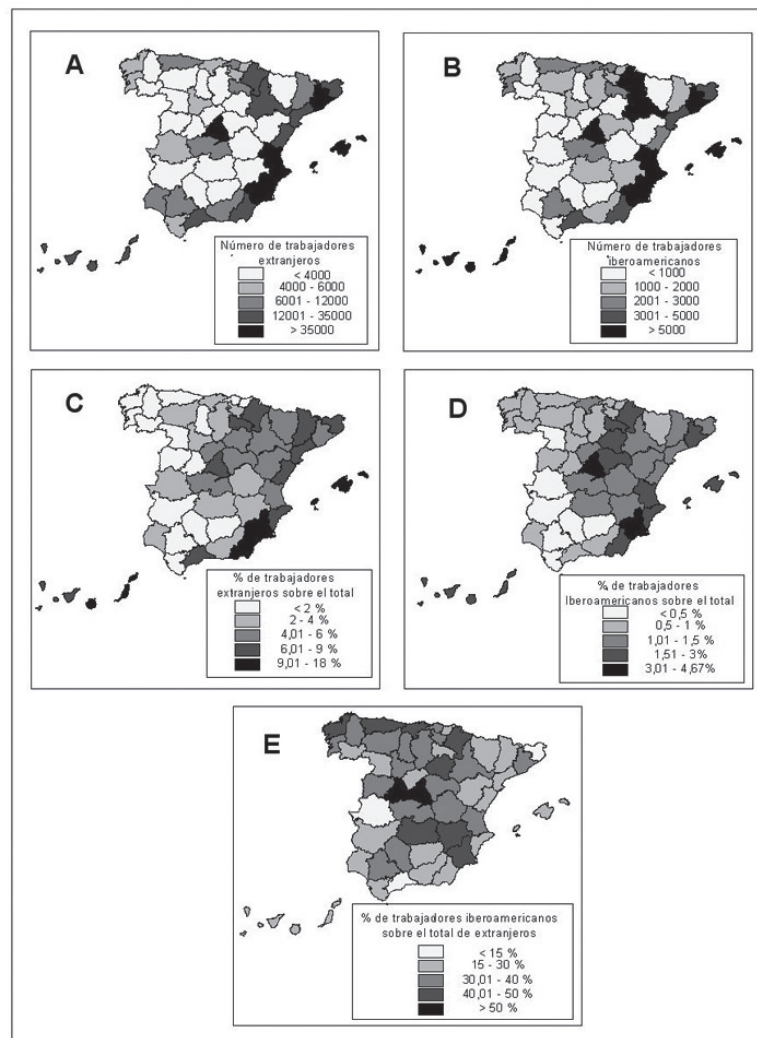 A
Número de trabajadores
extranjeros
< 4000
4000 - 6000
6001 - 12000
12001 - 35000
> 35000
B
Número de trabajadores
iberoamericanos
< 1000
1000 - 2000
2001 - 3000
3001 - 5000
> 5000
C
% de trabajadores
extranjeros sobre el total
< 2 %
2 - 4 %
4,01 - 6 %
6,01 - 9 %
9,01 - 18 %
D
% de trabajadores
Iberoamericanos sobre el total
< 0,5 %
0,5 - 1 %
1,01 - 1,5 %
1,51 - 3%
3,01 - 4,67%
E
% de trabajadores iberoamericanos
sobre el total de extranjeros
< 15 %
15 - 30 %
30,01 - 40 %
40,01 - 50 %
> 50 %